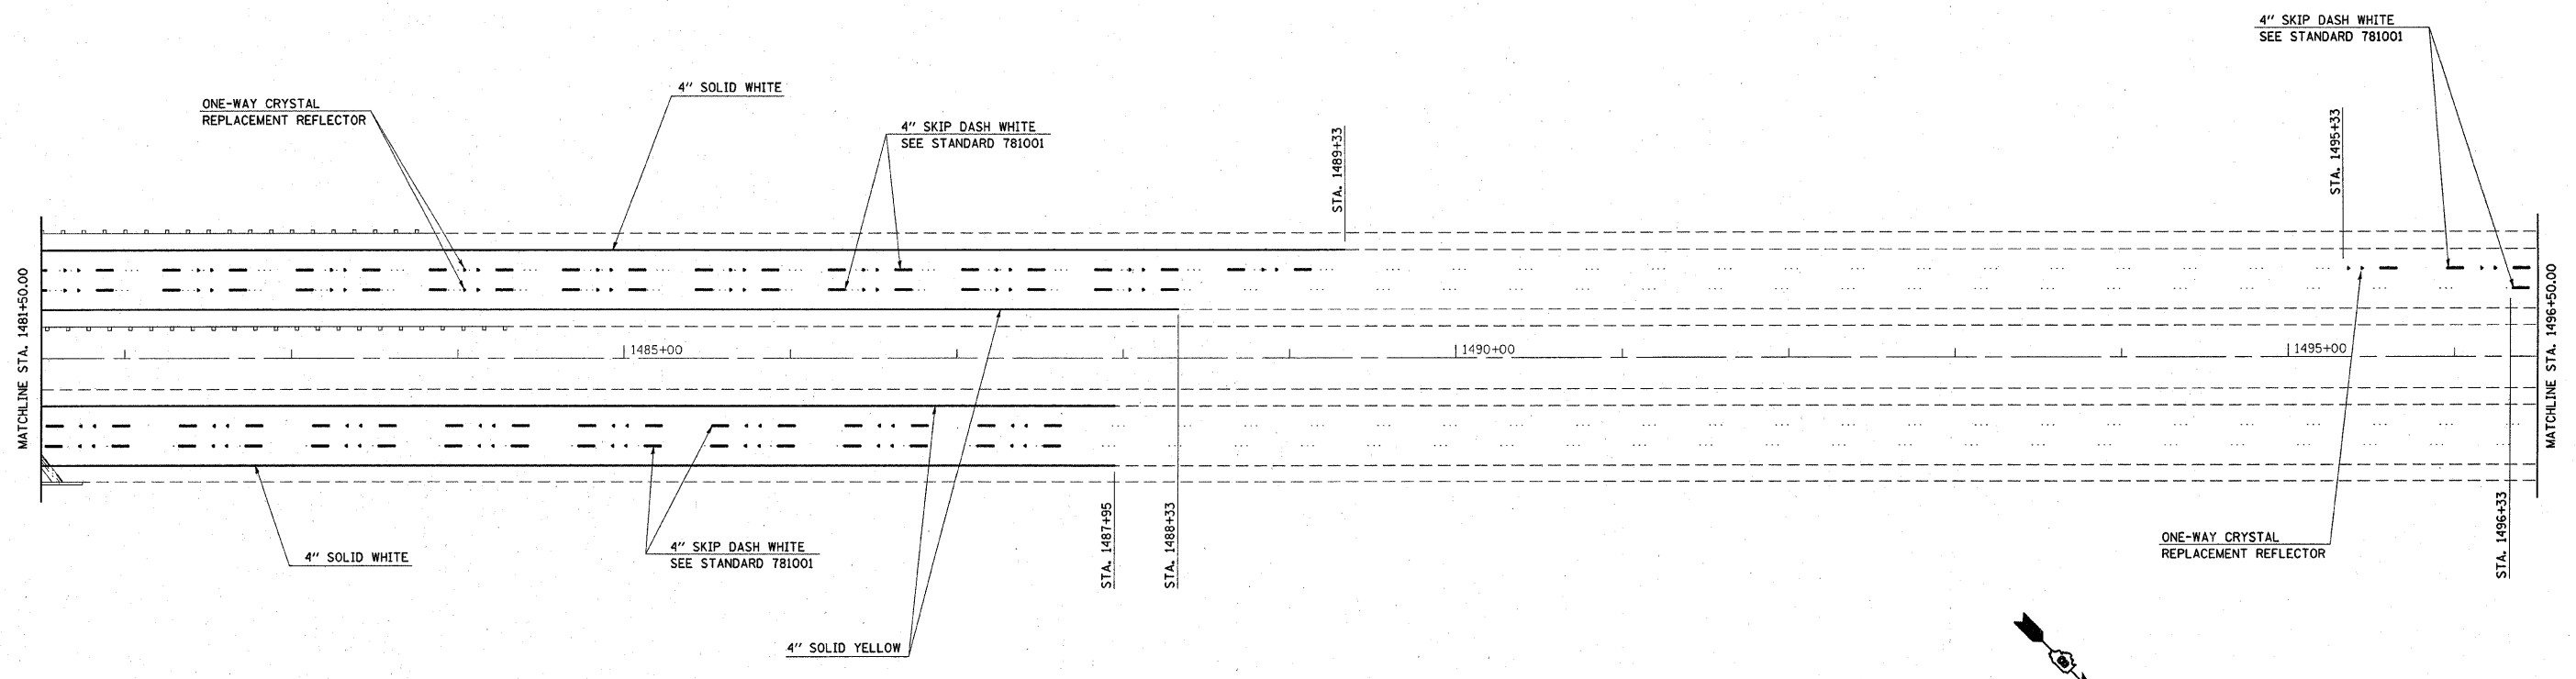 4" SKIP DASH WHITE
SEE STANDARD 781001
4" SOLID WHITE
ONE-WAY CRYSTAL
REPLACEMENT REFLECTOR
4" SKIP DASH WHITE
SEE STANDARD 781001
STA. 1489+33
STA. 1495+33
MATCHLINE STA. 1481+50.00
MATCHLINE STA. 1496+50.00
1485+00
1490+00
1495+00
4" SOLID WHITE
4" SKIP DASH WHITE
SEE STANDARD 781001
STA. 1487+95
STA. 1488+33
ONE-WAY CRYSTAL
REPLACEMENT REFLECTOR
STA. 1496+33
4" SOLID YELLOW